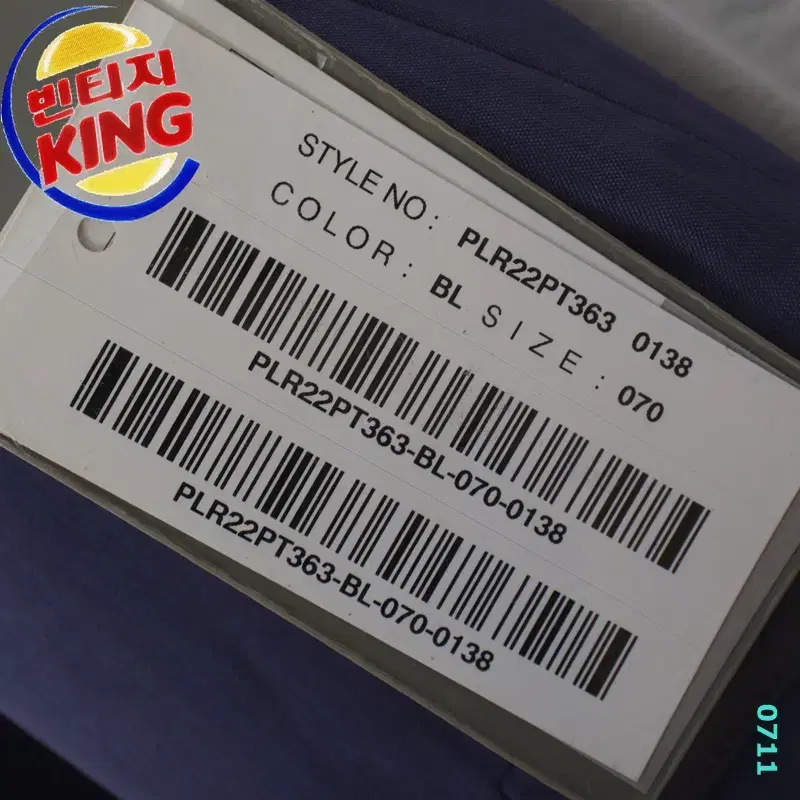 빈티지
KING
STYLE NO: PLR22PT363 0138
COLOR: BL SIZE: 070
PLR22PT363-BL-070-0138
PLR22PT363-BL-070-0138
0711